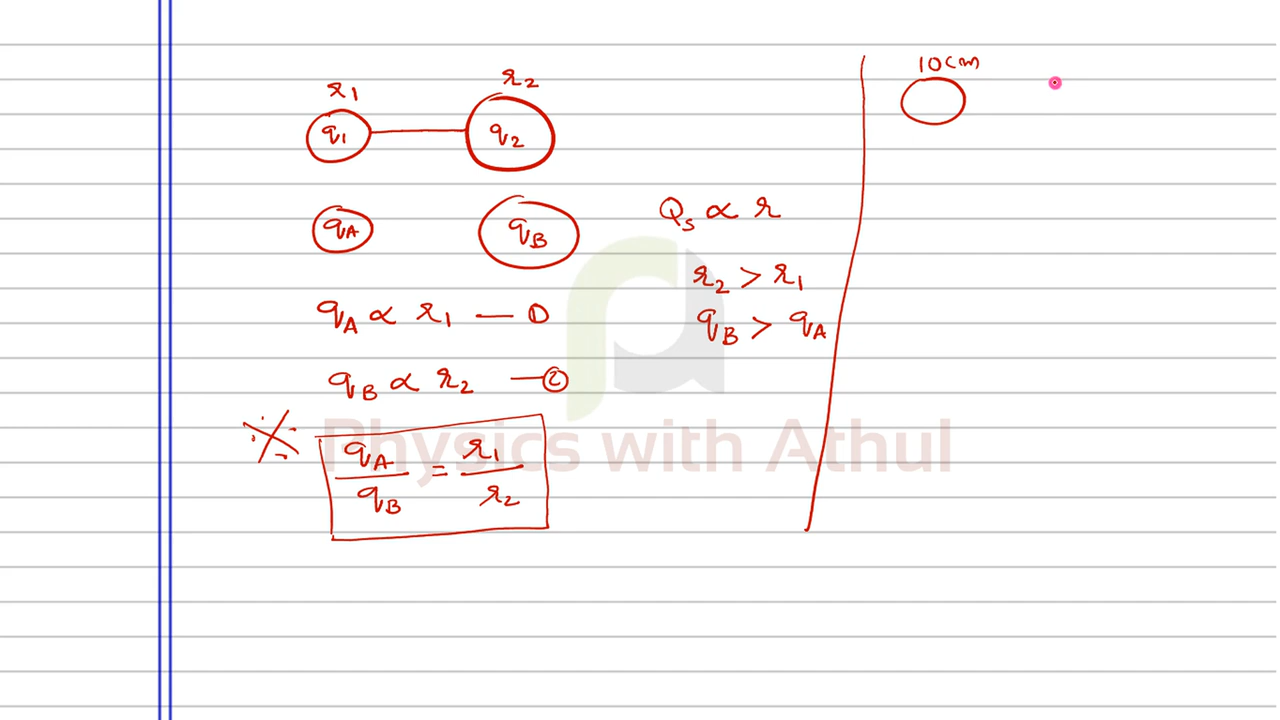 r₁ r₂
q₁ q₂
qA qB
Qₛ ∝ r
r₂ > r₁
qB > qA
qA ∝ r₁ — ①
qB ∝ r₂ — ②
qA/qB = r₁/r₂
10cm
Physics with Athul